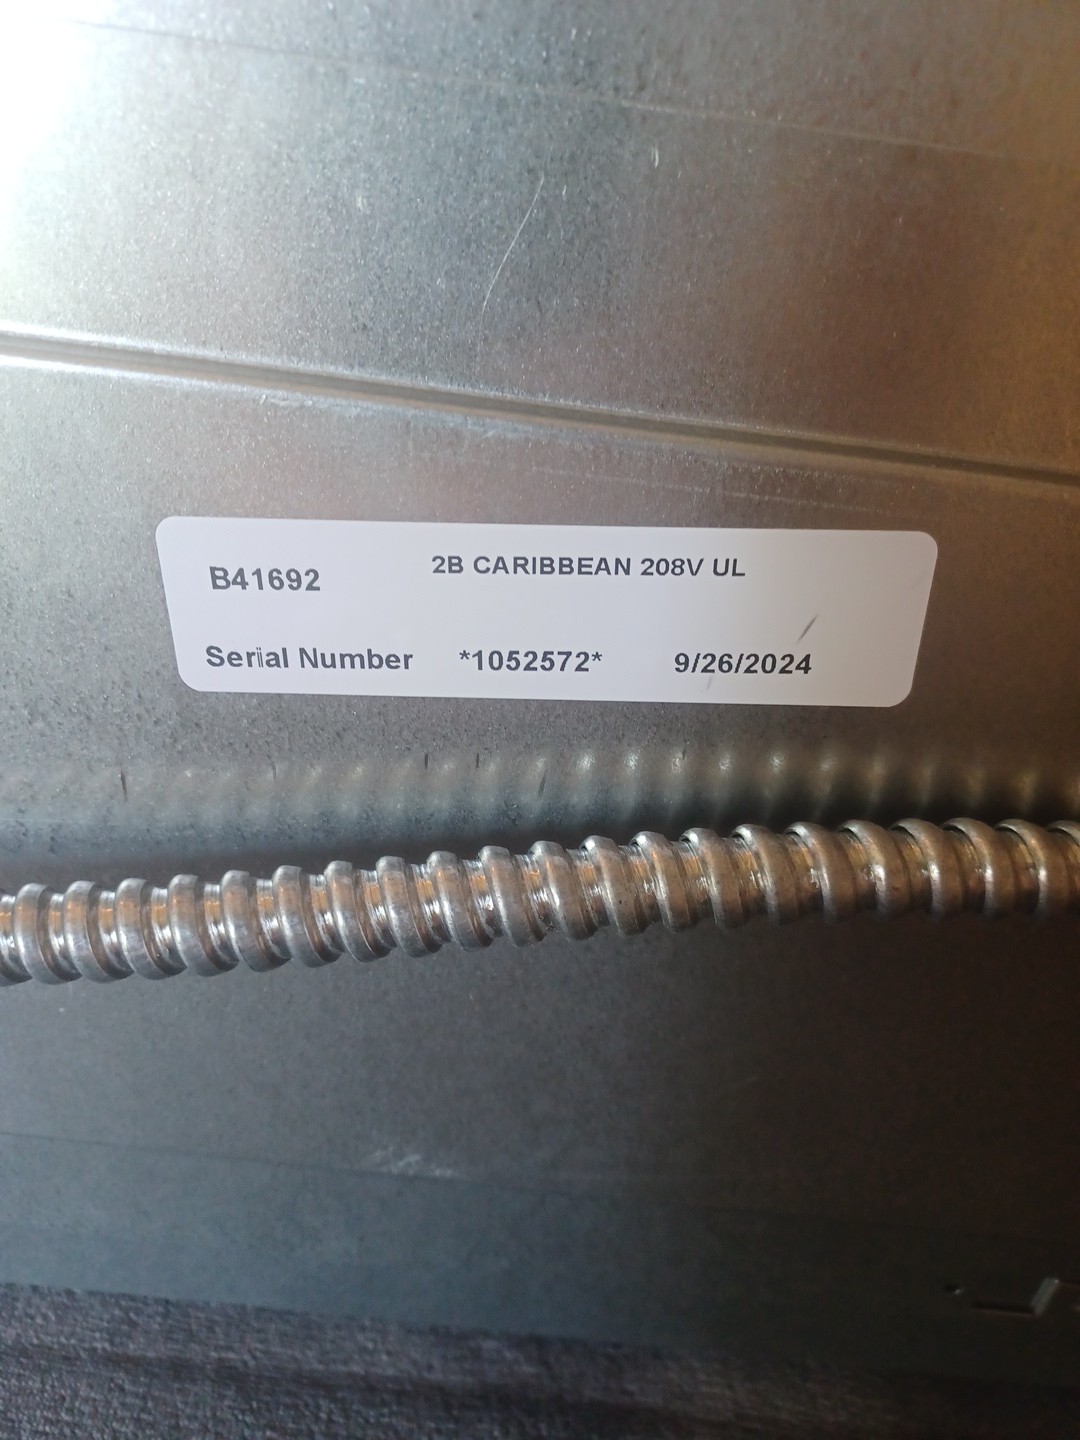 B41692 2B CARIBBEAN 208V UL
Serial Number *1052572* 9/26/2024